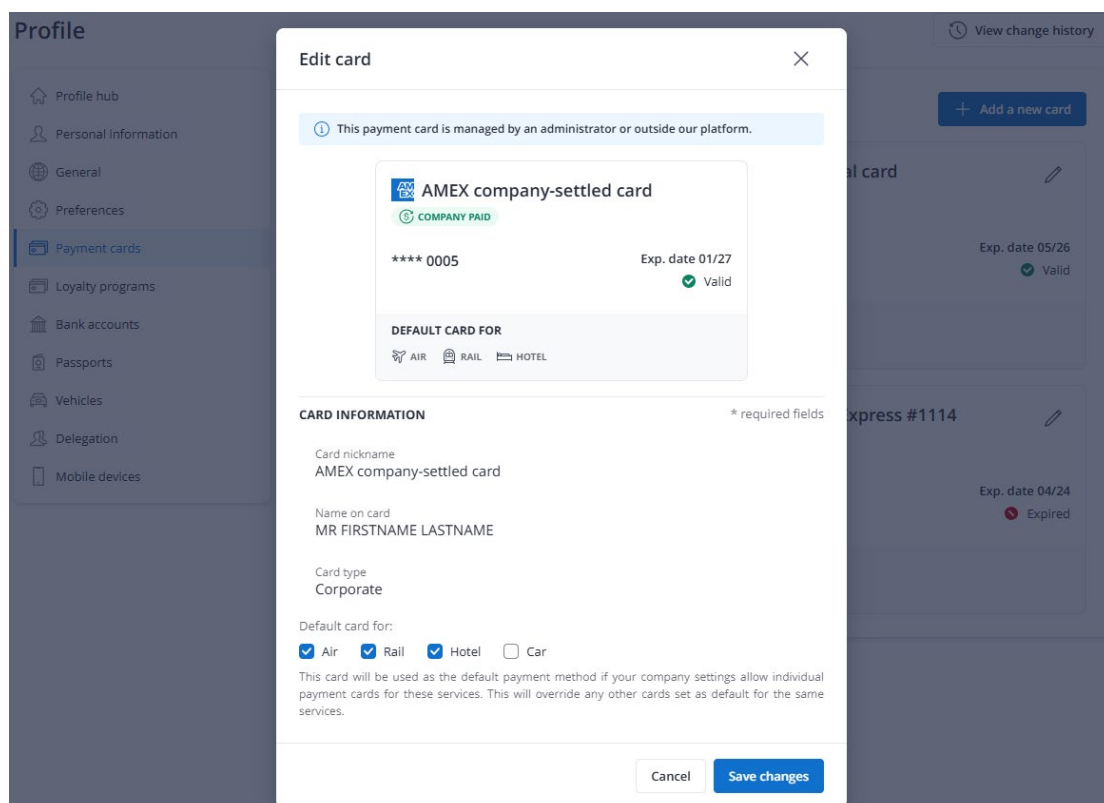 Profile
View change history
Profile hub
Personal information
General
Preferences
Payment cards
Loyalty programs
Bank accounts
Passports
Vehicles
Delegation
Mobile devices
Add a new card
al card
Exp. date 05/26
Valid
xpress #1114
Exp. date 04/24
Expired
Edit card
This payment card is managed by an administrator or outside our platform.
AM
EX
AMEX company-settled card
COMPANY PAID
**** 0005
Exp. date 01/27
Valid
DEFAULT CARD FOR
AIR RAIL HOTEL
CARD INFORMATION
* required fields
Card nickname
AMEX company-settled card
Name on card
MR FIRSTNAME LASTNAME
Card type
Corporate
Default card for:
Air Rail Hotel Car
This card will be used as the default payment method if your company settings allow individual
payment cards for these services. This will override any other cards set as default for the same
services.
Cancel
Save changes